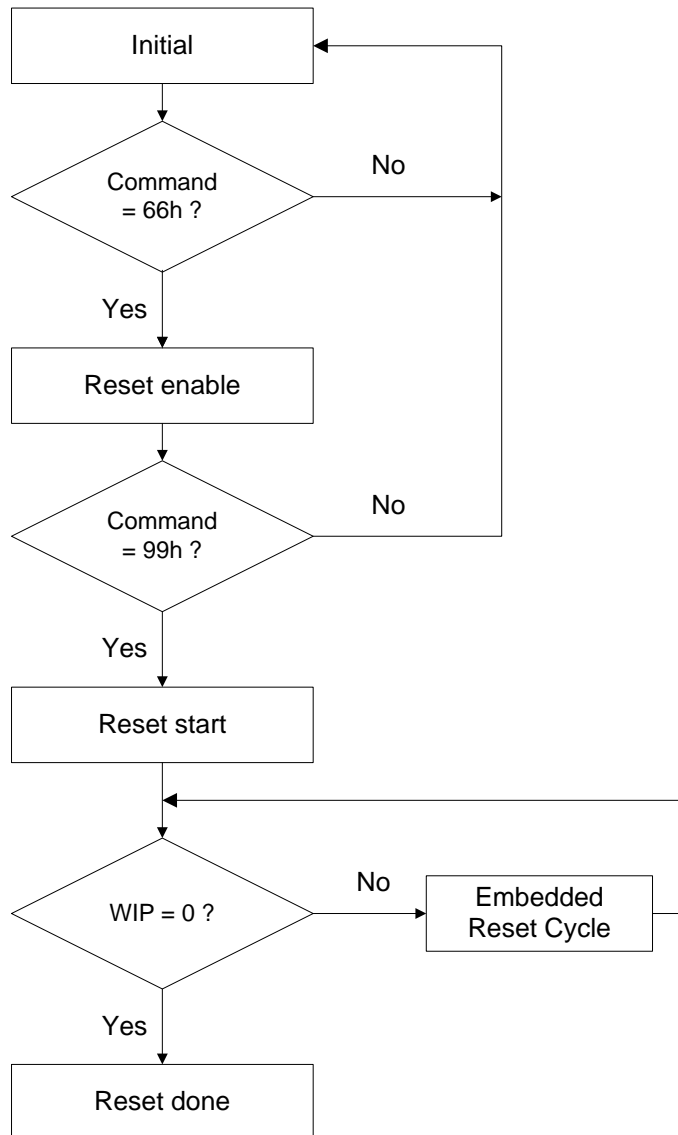 Initial
Command
= 66h ?
No
Yes
Reset enable
Command
= 99h ?
No
Yes
Reset start
WIP = 0 ?
No
Embedded
Reset Cycle
Yes
Reset done